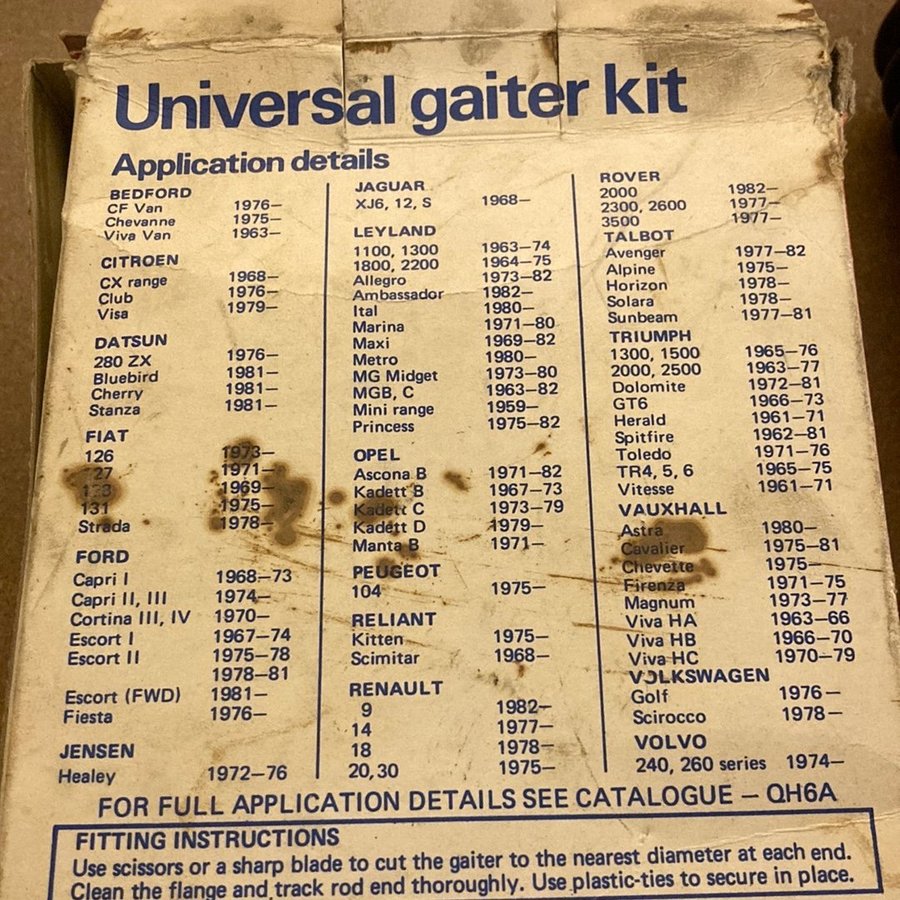 Universal gaiter kit
Application details
BEDFORD
CF Van 1976–
Chevanne 1975–
Viva Van 1963–
CITROEN
CX range 1968–
Club 1976–
Visa 1979–
DATSUN
280 ZX 1976–
Bluebird 1981–
Cherry 1981–
Stanza 1981–
FIAT
126 1973–
127 1971–
1969–
131 1975–
Strada 1978–
FORD
Capri I 1968–73
Capri II, III 1974–
Cortina III, IV 1970–
Escort I 1967–74
Escort II 1975–78
1978–81
Escort (FWD) 1981–
Fiesta 1976–
JENSEN
Healey 1972–76
JAGUAR
XJ6, 12, S 1968–
LEYLAND
1100, 1300 1963–74
1800, 2200 1964–75
Allegro 1973–82
Ambassador 1982–
Ital 1980–
Marina 1971–80
Maxi 1969–82
Metro 1980–
MG Midget 1973–80
MGB, C 1963–82
Mini range 1959–
Princess 1975–82
OPEL
Ascona B 1971–82
Kadett B 1967–73
Kadett C 1973–79
Kadett D 1979–
Manta B 1971–
PEUGEOT
104 1975–
RELIANT
Kitten 1975–
Scimitar 1968–
RENAULT
9 1982–
14 1977–
18 1978–
20,30 1975–
ROVER
2000 1982–
2300, 2600 1977–
3500 1977–
TALBOT
Avenger 1977–82
Alpine 1975–
Horizon 1978–
Solara 1978–
Sunbeam 1977–81
TRIUMPH
1300, 1500 1965–76
2000, 2500 1963–77
Dolomite 1972–81
GT6 1966–73
Herald 1961–71
Spitfire 1962–81
Toledo 1971–76
TR4, 5, 6 1965–75
Vitesse 1961–71
VAUXHALL
Astra 1980–
Cavalier 1975–81
Chevette 1975–
Firenza 1971–75
Magnum 1973–77
Viva HA 1963–66
Viva HB 1966–70
Viva HC 1970–79
VOLKSWAGEN
Golf 1976–
Scirocco 1978–
VOLVO
240, 260 series 1974–
FOR FULL APPLICATION DETAILS SEE CATALOGUE – QH6A
FITTING INSTRUCTIONS
Use scissors or a sharp blade to cut the gaiter to the nearest diameter at each end.
Clean the flange and track rod end thoroughly. Use plastic-ties to secure in place.